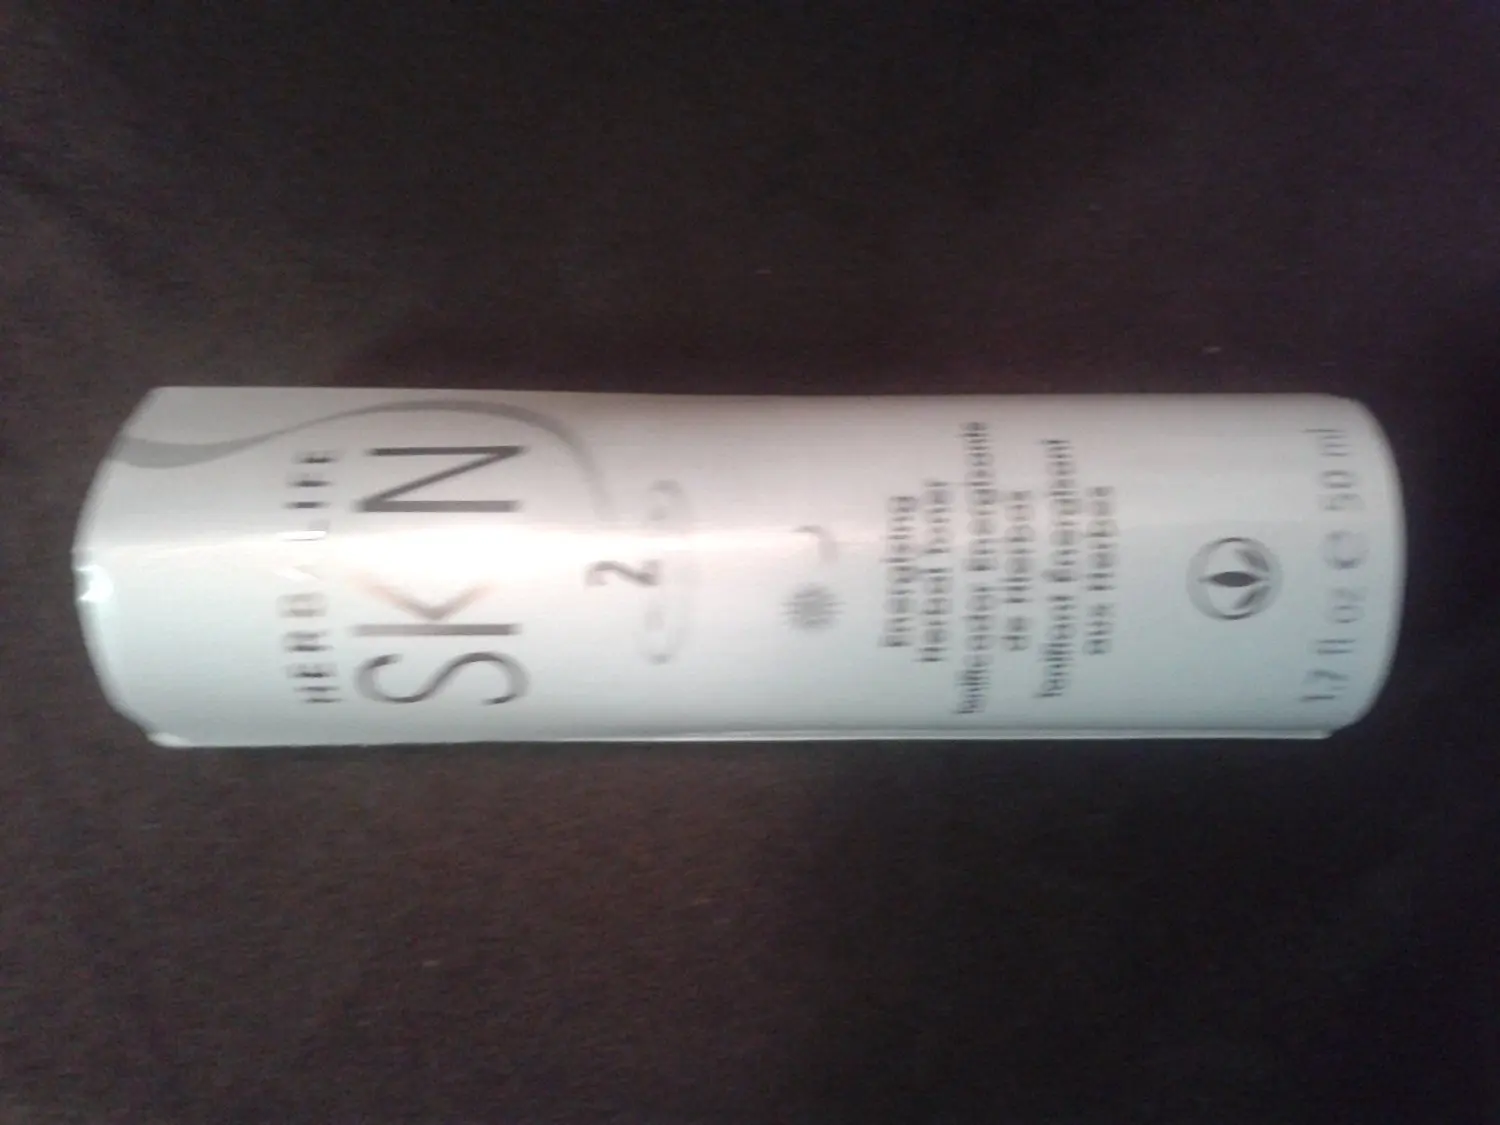 HERBALIFE
SKIN
2
Energising
Herbal Toner
Tonificador Energizante
de Hierbas
Tonifiant Énergisant
aux Herbes
1.7 fl oz ℮ 50 ml